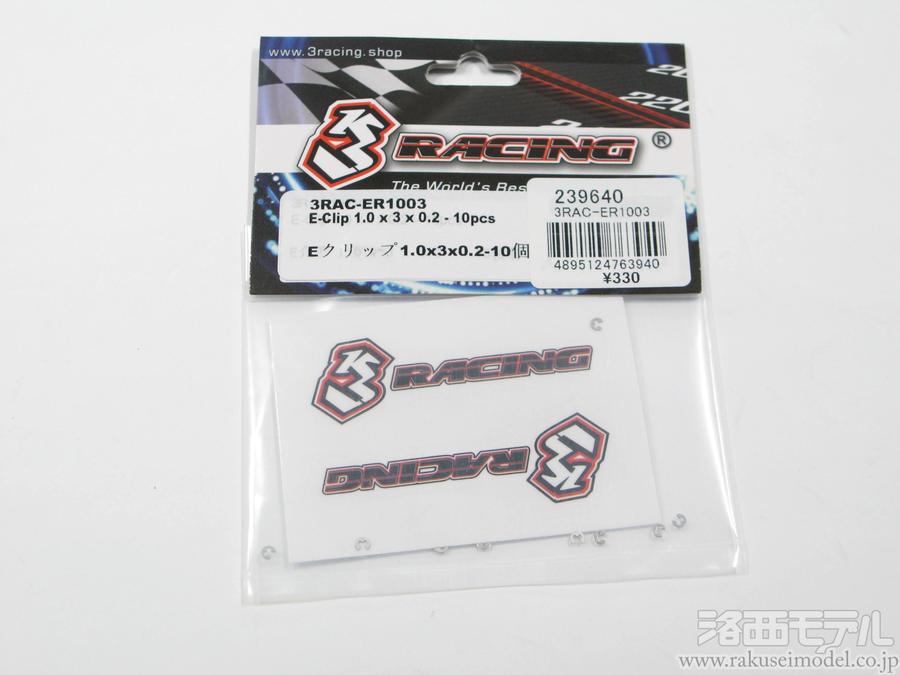 www.3racing.shop
3 RACING ®
The World's Bes
3RAC-ER1003
E-Clip 1.0 x 3 x 0.2 - 10pcs
Eクリップ1.0x3x0.2-10個
239640
3RAC-ER1003
4895124763940
¥330
3 RACING
3 RACING
洛西モデル
www.rakuseimodel.co.jp